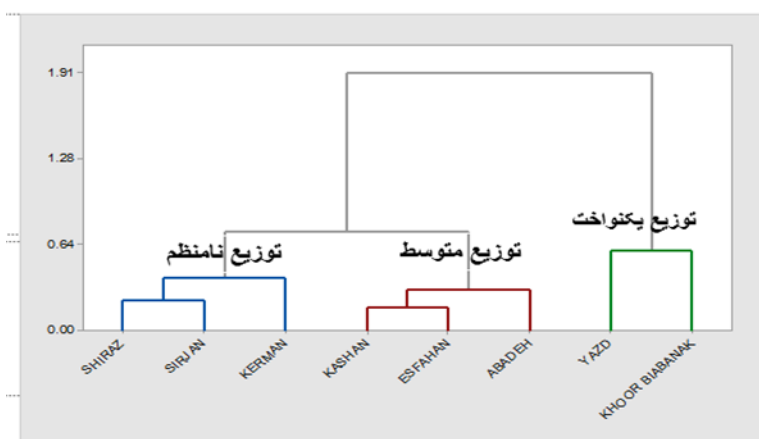 1.91
1.28
0.64
0.00
توزیع نامنظم
توزیع متوسط
توزیع یکنواخت
SHIRAZ
SIRJAN
KERMAN
KASHAN
ESFAHAN
ABADEH
YAZD
KHOOR BIABANAK